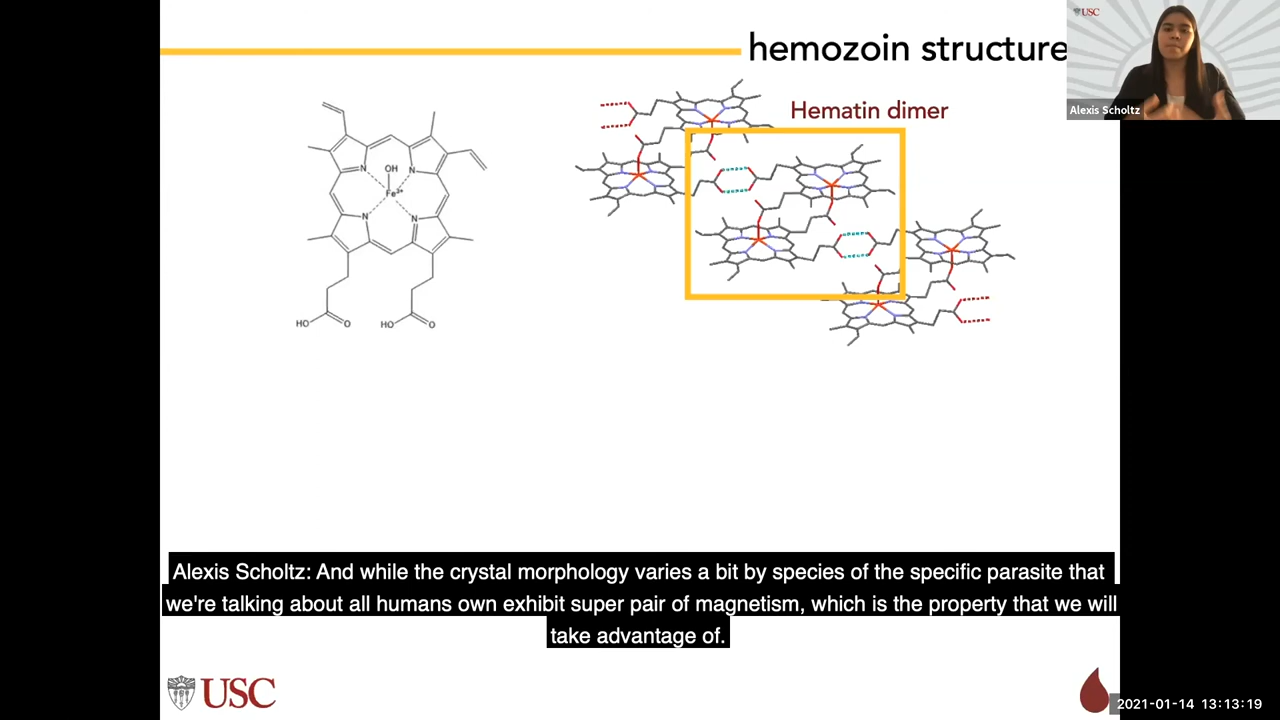 hemozoin structure
USC
Alexis Scholtz
Hematin dimer
OH
N
N
Fe³⁺
N
N
HO
O
HO
O
Alexis Scholtz: And while the crystal morphology varies a bit by species of the specific parasite that
we're talking about all humans own exhibit super pair of magnetism, which is the property that we will
take advantage of.
USC
2021-01-14 13:13:19